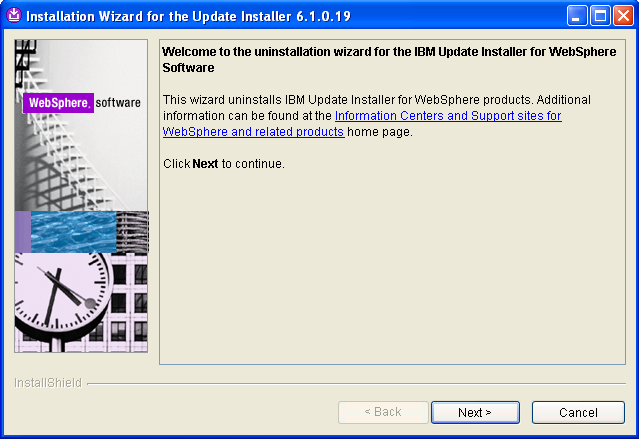 Installation Wizard for the Update Installer 6.1.0.19
Welcome to the uninstallation wizard for the IBM Update Installer for WebSphere
Software
WebSphere. software
This wizard uninstalls IBM Update Installer for WebSphere products. Additional
information can be found at the Information Centers and Support sites for
WebSphere and related products home page.
Click Next to continue.
InstallShield
< Back
Next >
Cancel